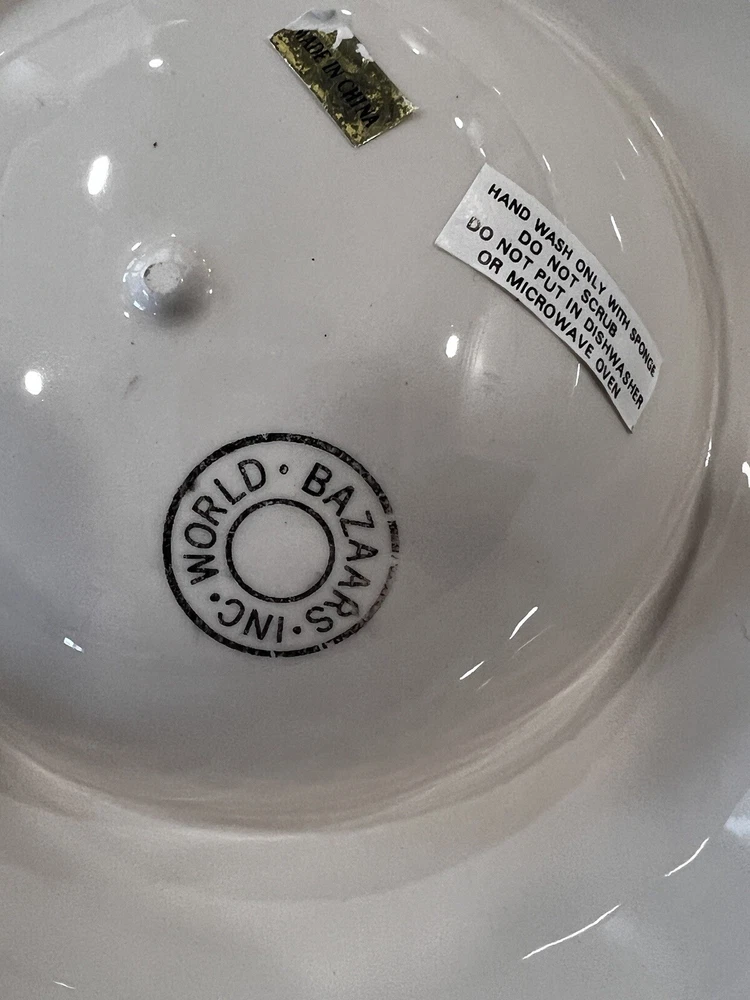 MADE IN CHINA
HAND WASH ONLY WITH SPONGE
DO NOT SCRUB
DO NOT PUT IN DISHWASHER
OR MICROWAVE OVEN
WORLD • BAZAARS • INC •